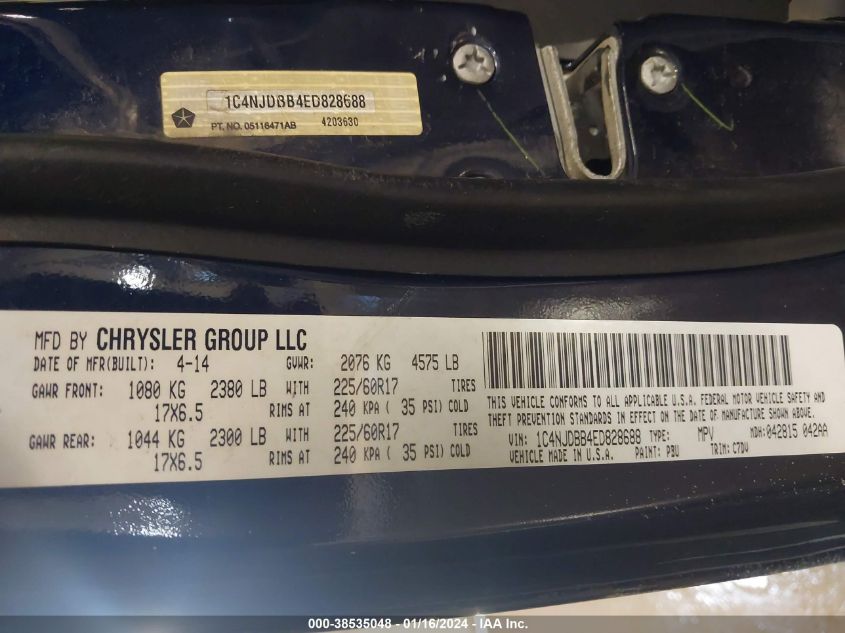 1C4NJDBB4ED828688
PT. NO. 05116471AB 4203630
MFD BY CHRYSLER GROUP LLC
DATE OF MFR(BUILT): 4-14 GVWR: 2076 KG 4575 LB
GAWR FRONT: 1080 KG 2380 LB WITH 225/60R17 TIRES
17X6.5 RIMS AT 240 KPA ( 35 PSI) COLD
GAWR REAR: 1044 KG 2300 LB WITH 225/60R17 TIRES
17X6.5 RIMS AT 240 KPA ( 35 PSI) COLD
THIS VEHICLE CONFORMS TO ALL APPLICABLE U.S.A. FEDERAL MOTOR VEHICLE SAFETY AND
THEFT PREVENTION STANDARDS IN EFFECT ON THE DATE OF MANUFACTURE SHOWN ABOVE.
VIN: 1C4NJDBB4ED828688 TYPE: MPV MDH: 042815 042AA
VEHICLE MADE IN U.S.A. PAINT: PBU TRIM: C7DV
000-38535048 - 01/16/2024 - IAA Inc.